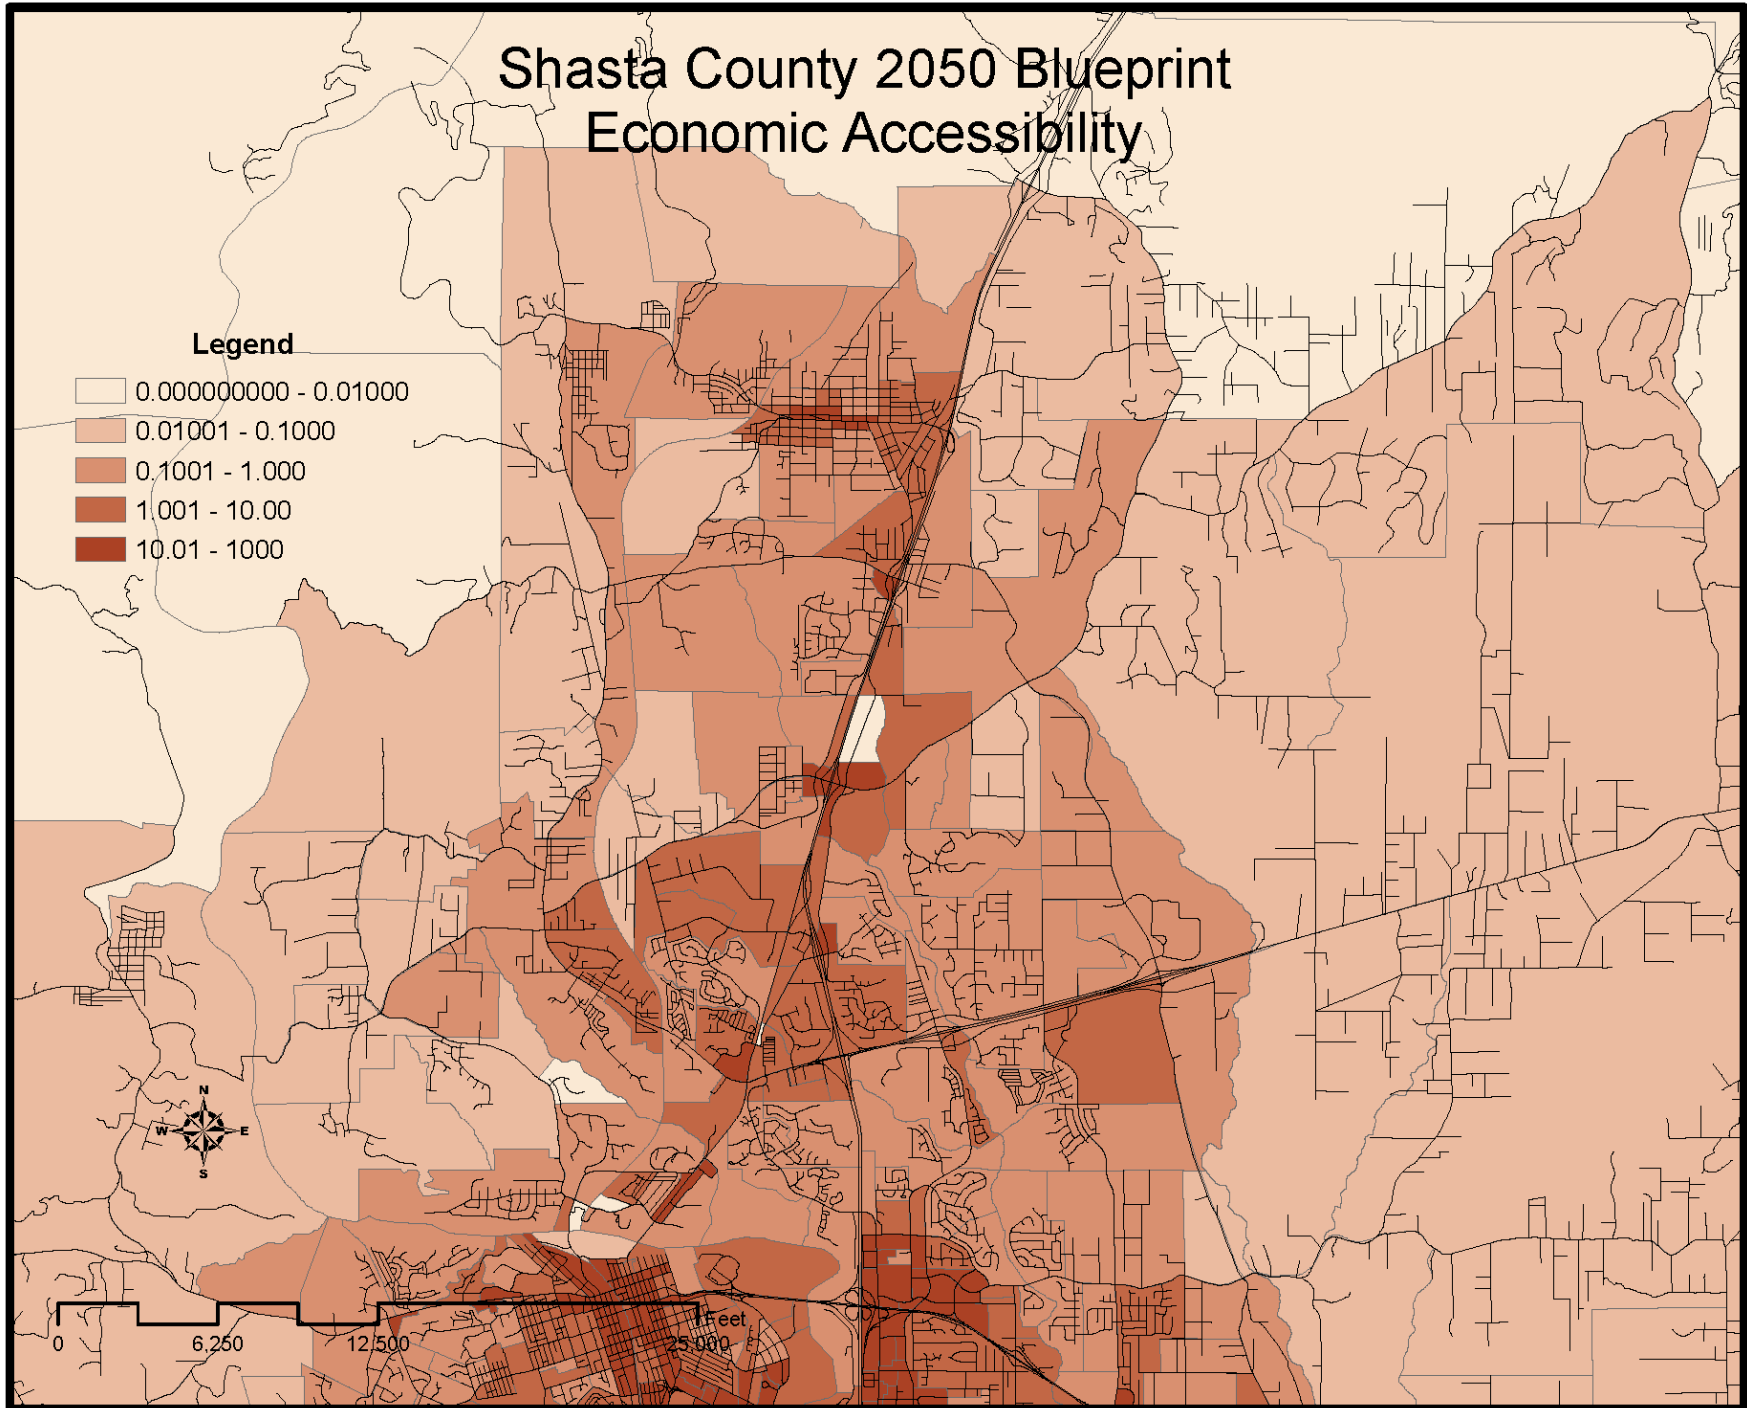 Shasta County 2050 Blueprint
Economic Accessibility
Legend
0.000000000 - 0.01000
0.01001 - 0.1000
0.1001 - 1.000
1.001 - 10.00
10.01 - 1000
N
W E
S
Feet
0 6,250 12,500 25,000